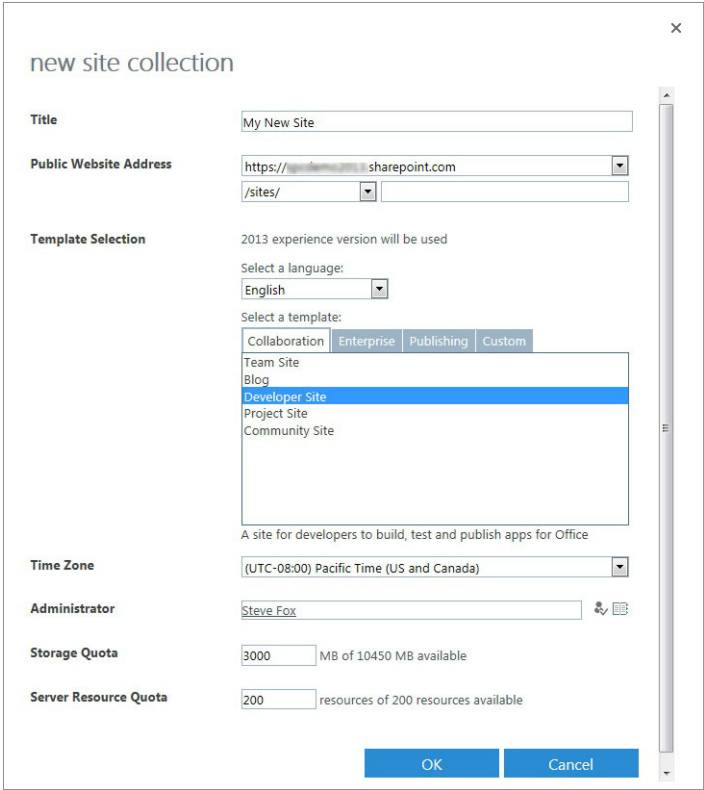 new site collection
Title
My New Site
Public Website Address
https:// .sharepoint.com
/sites/
Template Selection
2013 experience version will be used
Select a language:
English
Select a template:
Collaboration Enterprise Publishing Custom
Team Site
Blog
Developer Site
Project Site
Community Site
A site for developers to build, test and publish apps for Office
Time Zone
(UTC-08:00) Pacific Time (US and Canada)
Administrator
Steve Fox
Storage Quota
3000 MB of 10450 MB available
Server Resource Quota
200 resources of 200 resources available
OK Cancel